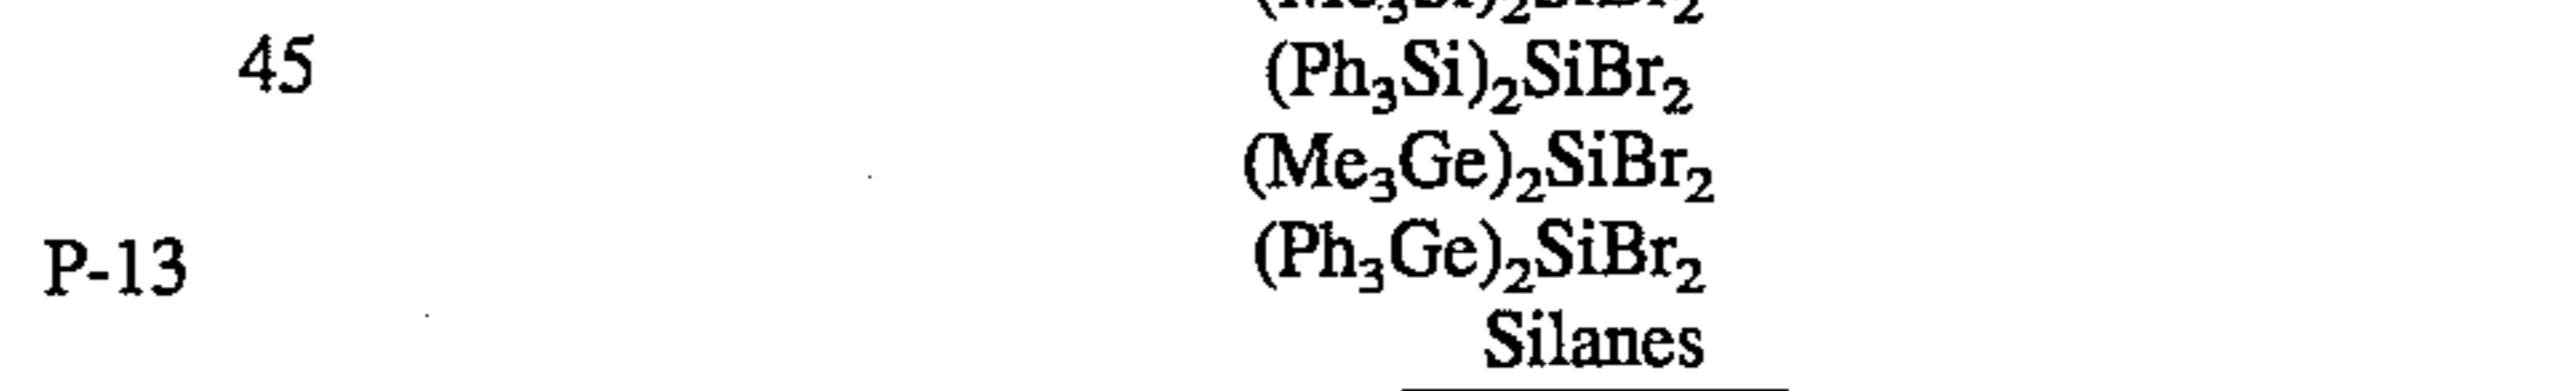 45 (Ph₃Si)₂SiBr₂
(Me₃Ge)₂SiBr₂
P-13 (Ph₃Ge)₂SiBr₂
Silanes